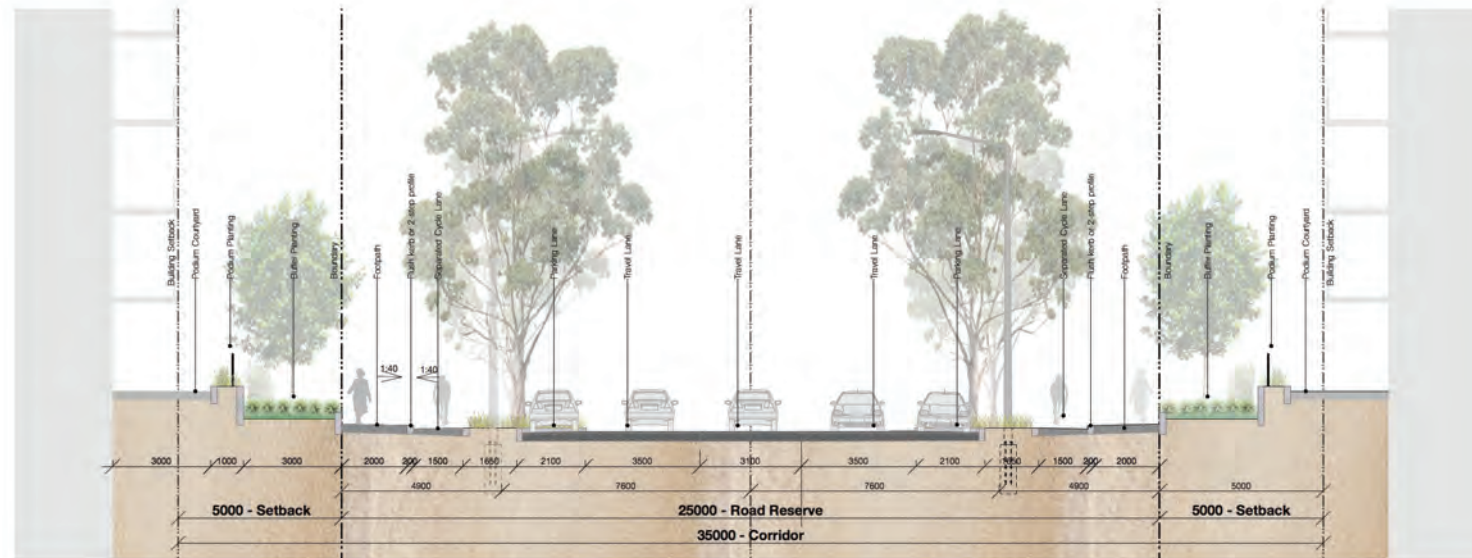 Building Setback
Podium Courtyard
Podium Planting
Buffer Planting
Boundary
Footpath
Flush kerb or 2 step profile
Separated Cycle Lane
Parking Lane
Travel Lane
Travel Lane
Travel Lane
Parking Lane
Separated Cycle Lane
Flush kerb or 2 step profile
Footpath
Boundary
Buffer Planting
Podium Planting
Podium Courtyard
Building Setback
1:40 1:40
3000 1000 3000 2000 200 1500 1650 2100 3500 3100 3500 2100 1650 1500 200 2000
4900 7600 7600 4900 5000
5000 - Setback 25000 - Road Reserve 5000 - Setback
35000 - Corridor